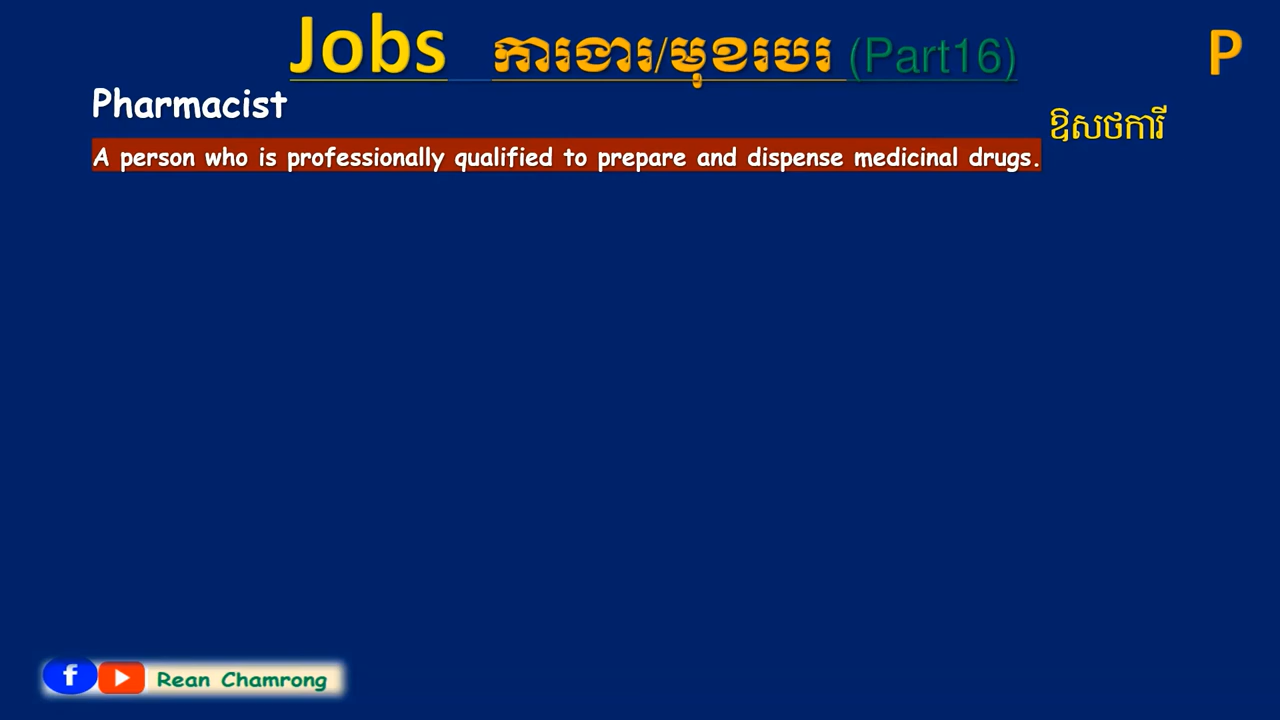 Jobs ការងារ/មុខរបរ (Part16)
P
Pharmacist
ឱសថការី
A person who is professionally qualified to prepare and dispense medicinal drugs.
f Rean Chamrong